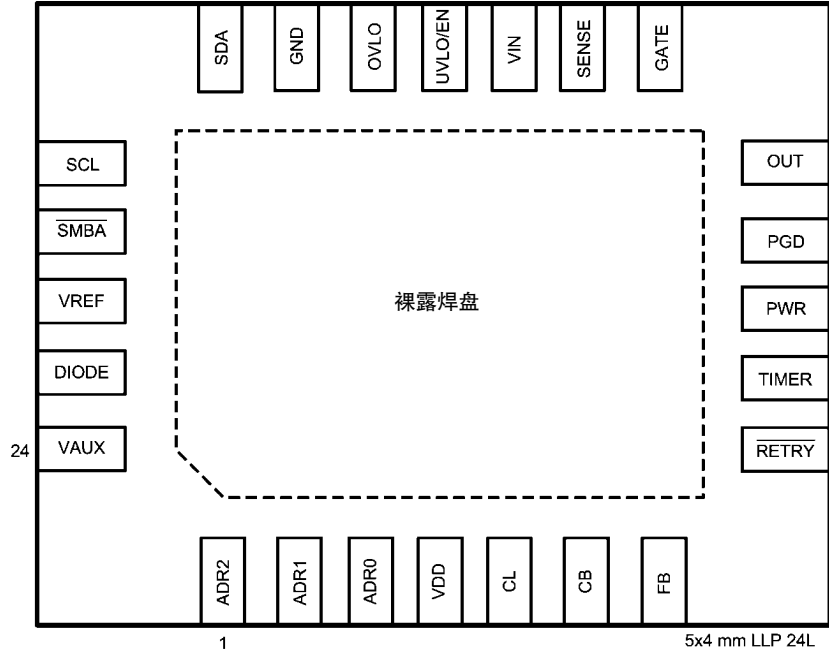 SDA
GND
OVLO
UVLO/EN
VIN
SENSE
GATE
SCL
SMBA
VREF
DIODE
24
VAUX
裸露焊盘
OUT
PGD
PWR
TIMER
RETRY
ADR2
ADR1
ADR0
VDD
CL
CB
FB
1
5x4 mm LLP 24L